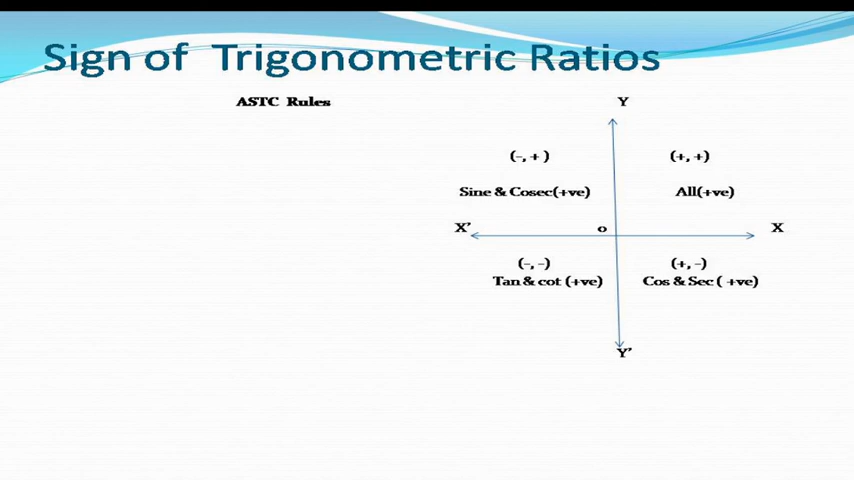 Sign of Trigonometric Ratios
ASTC Rules
Y
(-, + )
(+, +)
Sine & Cosec(+ve)
All(+ve)
X'
o
X
(-, -)
(+, -)
Tan & cot (+ve)
Cos & Sec ( +ve)
Y'